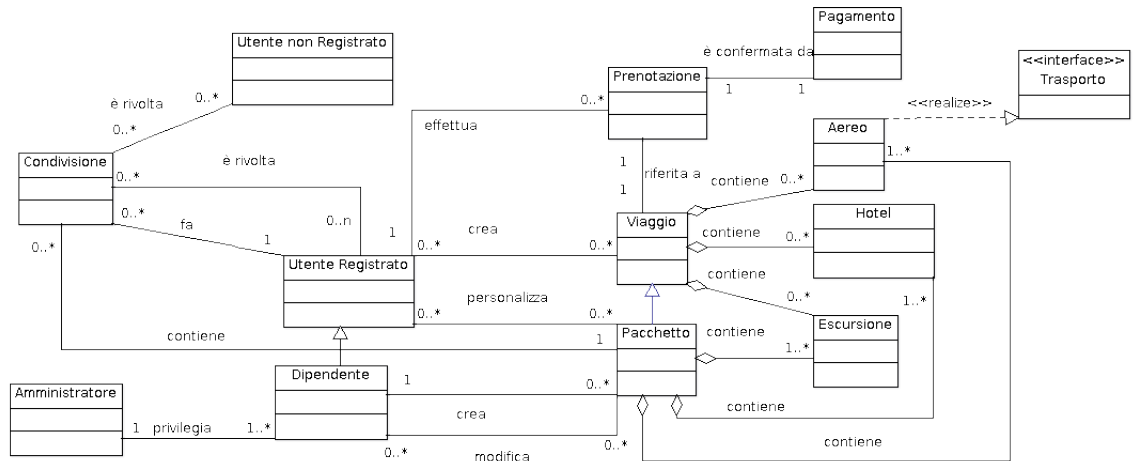 Pagamento
Utente non Registrato
è confermata da
<<interface>>
Trasporto
Prenotazione
1
1
<<realize>>
è rivolta
0..*
0..*
effettua
0..*
Aereo
1..*
0..*
Condivisione
è rivolta
1
riferita a
1
contiene
0..*
0..*
Hotel
0..*
fa
1
0..n
1
crea
0..*
0..*
Viaggio
contiene
0..*
0..*
Utente Registrato
contiene
0..*
personalizza
0..*
0..*
1..*
Escursione
contiene
1
Pacchetto
contiene
1..*
Dipendente
1
0..*
Amministratore
crea
contiene
1
privilegia
1..*
0..*
modifica
0..*
contiene